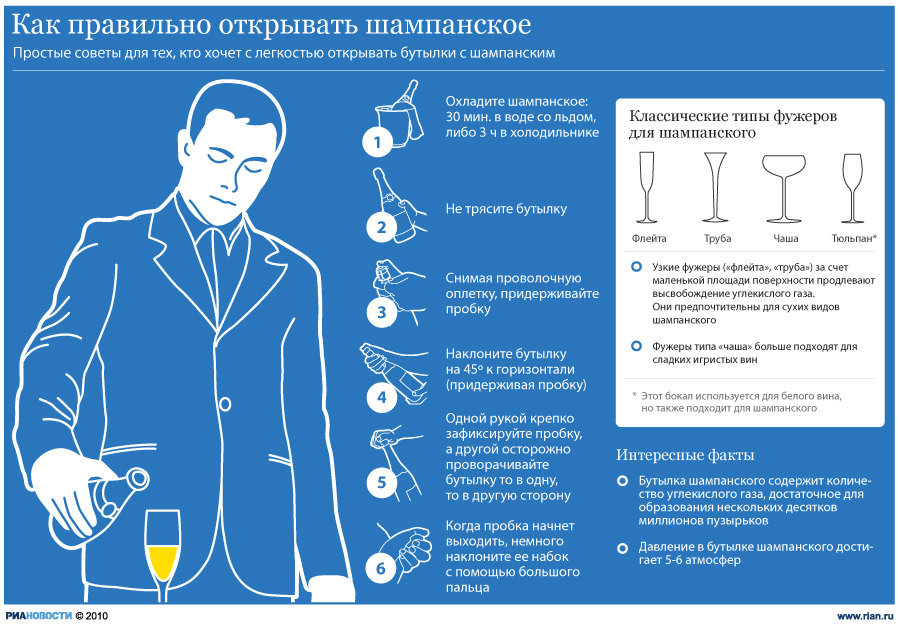 Как правильно открывать шампанское
Простые советы для тех, кто хочет с легкостью открывать бутылки с шампанским
1
Охладите шампанское:
30 мин. в воде со льдом,
либо 3 ч в холодильнике
2
Не трясите бутылку
3
Снимая проволочную
оплетку, придерживайте
пробку
4
Наклоните бутылку
на 45º к горизонтали
(придерживая пробку)
5
Одной рукой крепко
зафиксируйте пробку,
а другой осторожно
проворачивайте
бутылку то в одну,
то в другую сторону
6
Когда пробка начнет
выходить, немного
наклоните ее набок
с помощью большого
пальца
Классические типы фужеров
для шампанского
Флейта Труба Чаша Тюльпан*
Узкие фужеры («флейта», «труба») за счет
маленькой площади поверхности продлевают
высвобождение углекислого газа.
Они предпочтительны для сухих видов
шампанского
Фужеры типа «чаша» больше подходят для
сладких игристых вин
* Этот бокал используется для белого вина,
но также подходит для шампанского
Интересные факты
Бутылка шампанского содержит количе-
ство углекислого газа, достаточное для
образования нескольких десятков
миллионов пузырьков
Давление в бутылке шампанского дости-
гает 5-6 атмосфер
РИАНОВОСТИ © 2010
www.rian.ru